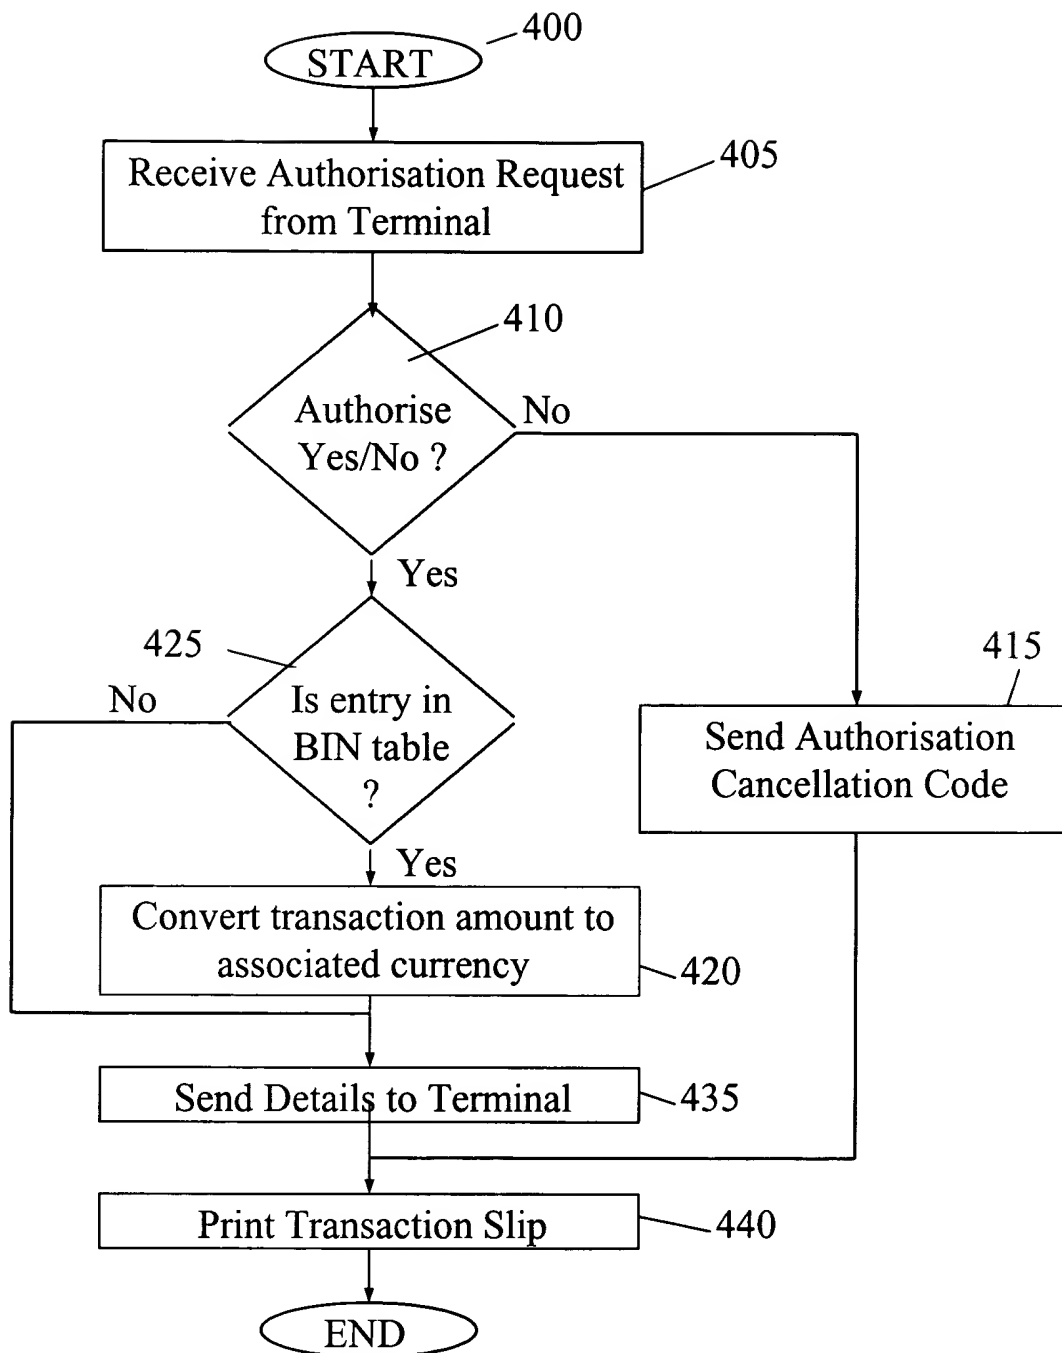 400
START
405
Receive Authorisation Request
from Terminal
410
Authorise
Yes/No ?
No
Yes
425
No
Is entry in
BIN table
?
415
Send Authorisation
Cancellation Code
Yes
Convert transaction amount to
associated currency
420
Send Details to Terminal
435
Print Transaction Slip
440
END